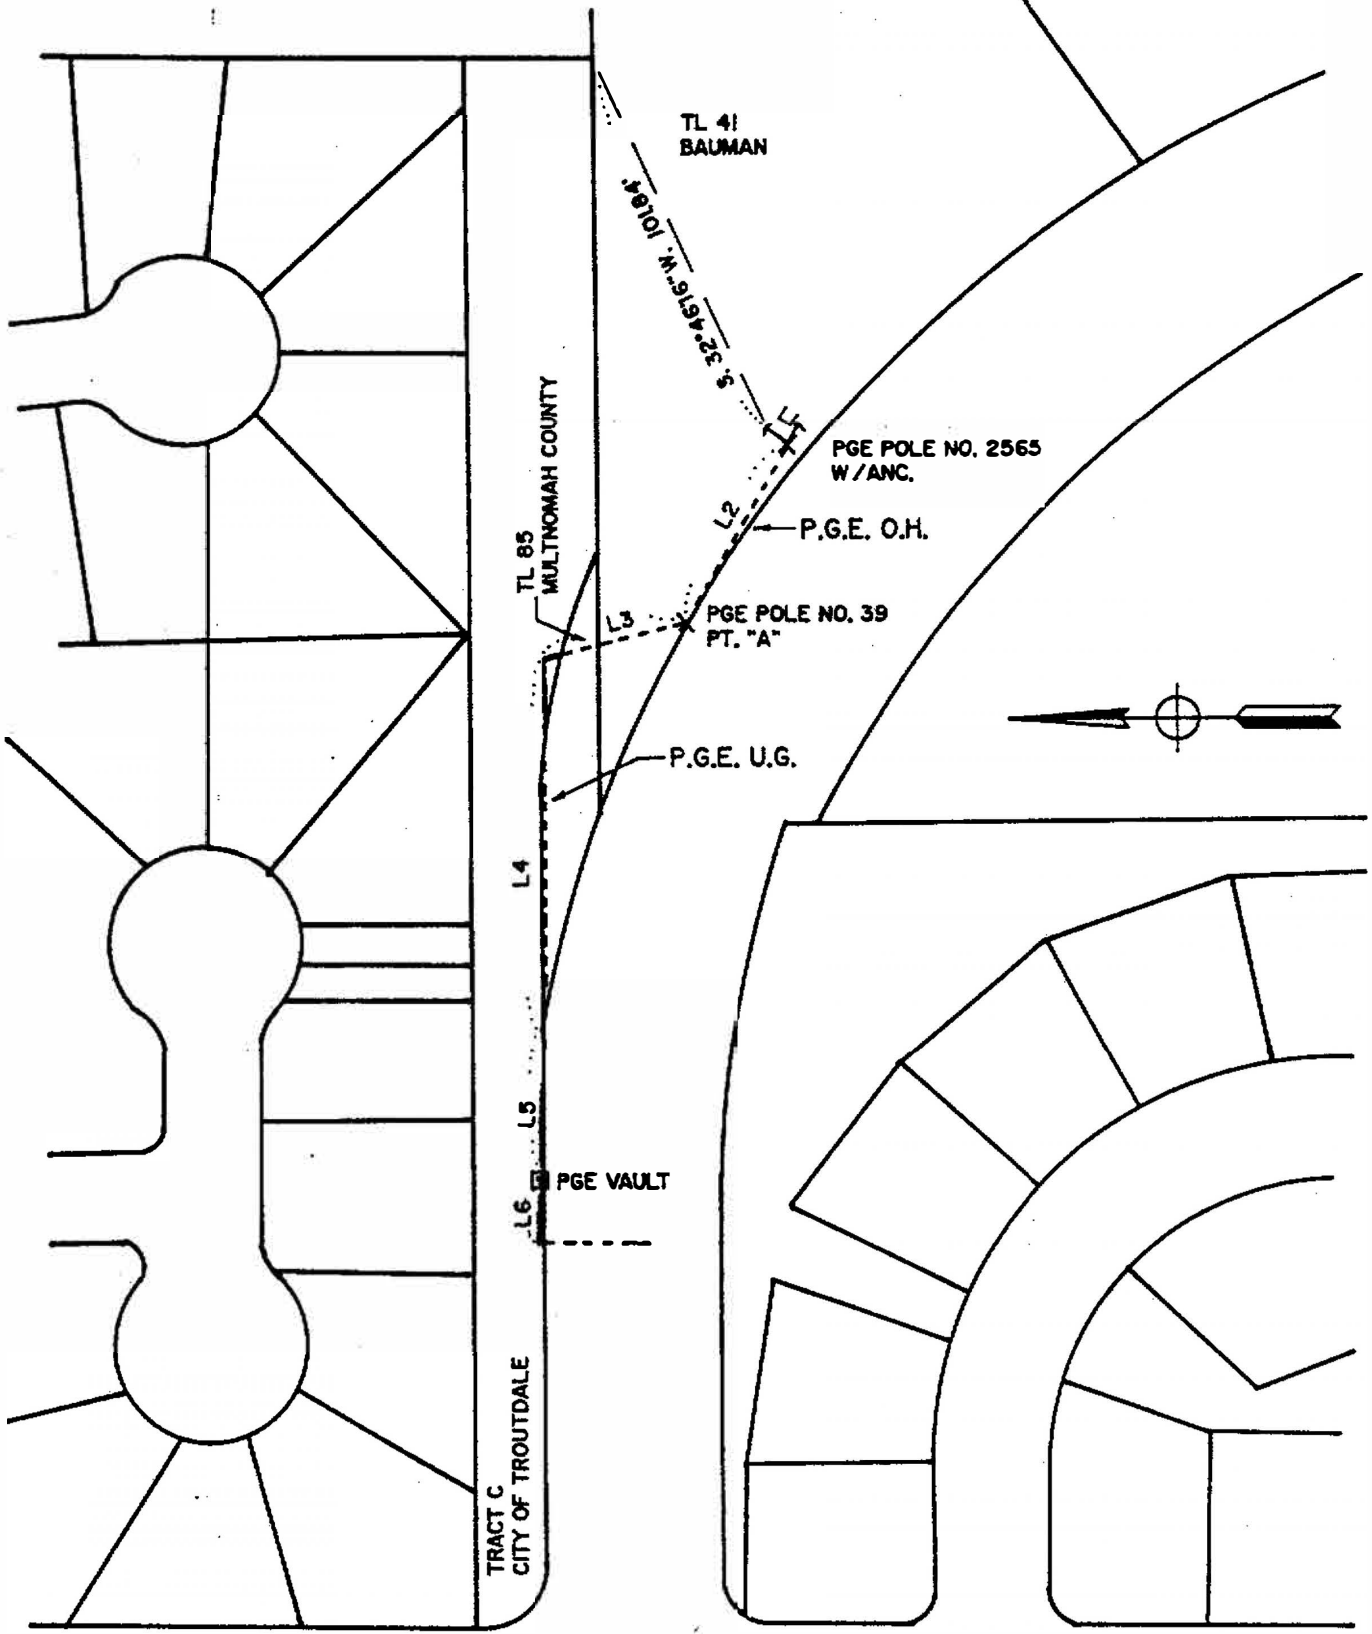 TL 41
BAUMAN
S. 32°46'16"W. 101.84'
PGE POLE NO. 2565
W/ANC.
L2
P.G.E. O.H.
TL 85
MULTNOMAH COUNTY
L3
PGE POLE NO. 39
PT. "A"
P.G.E. U.G.
L4
L5
PGE VAULT
L6
TRACT C
CITY OF TROUTDALE